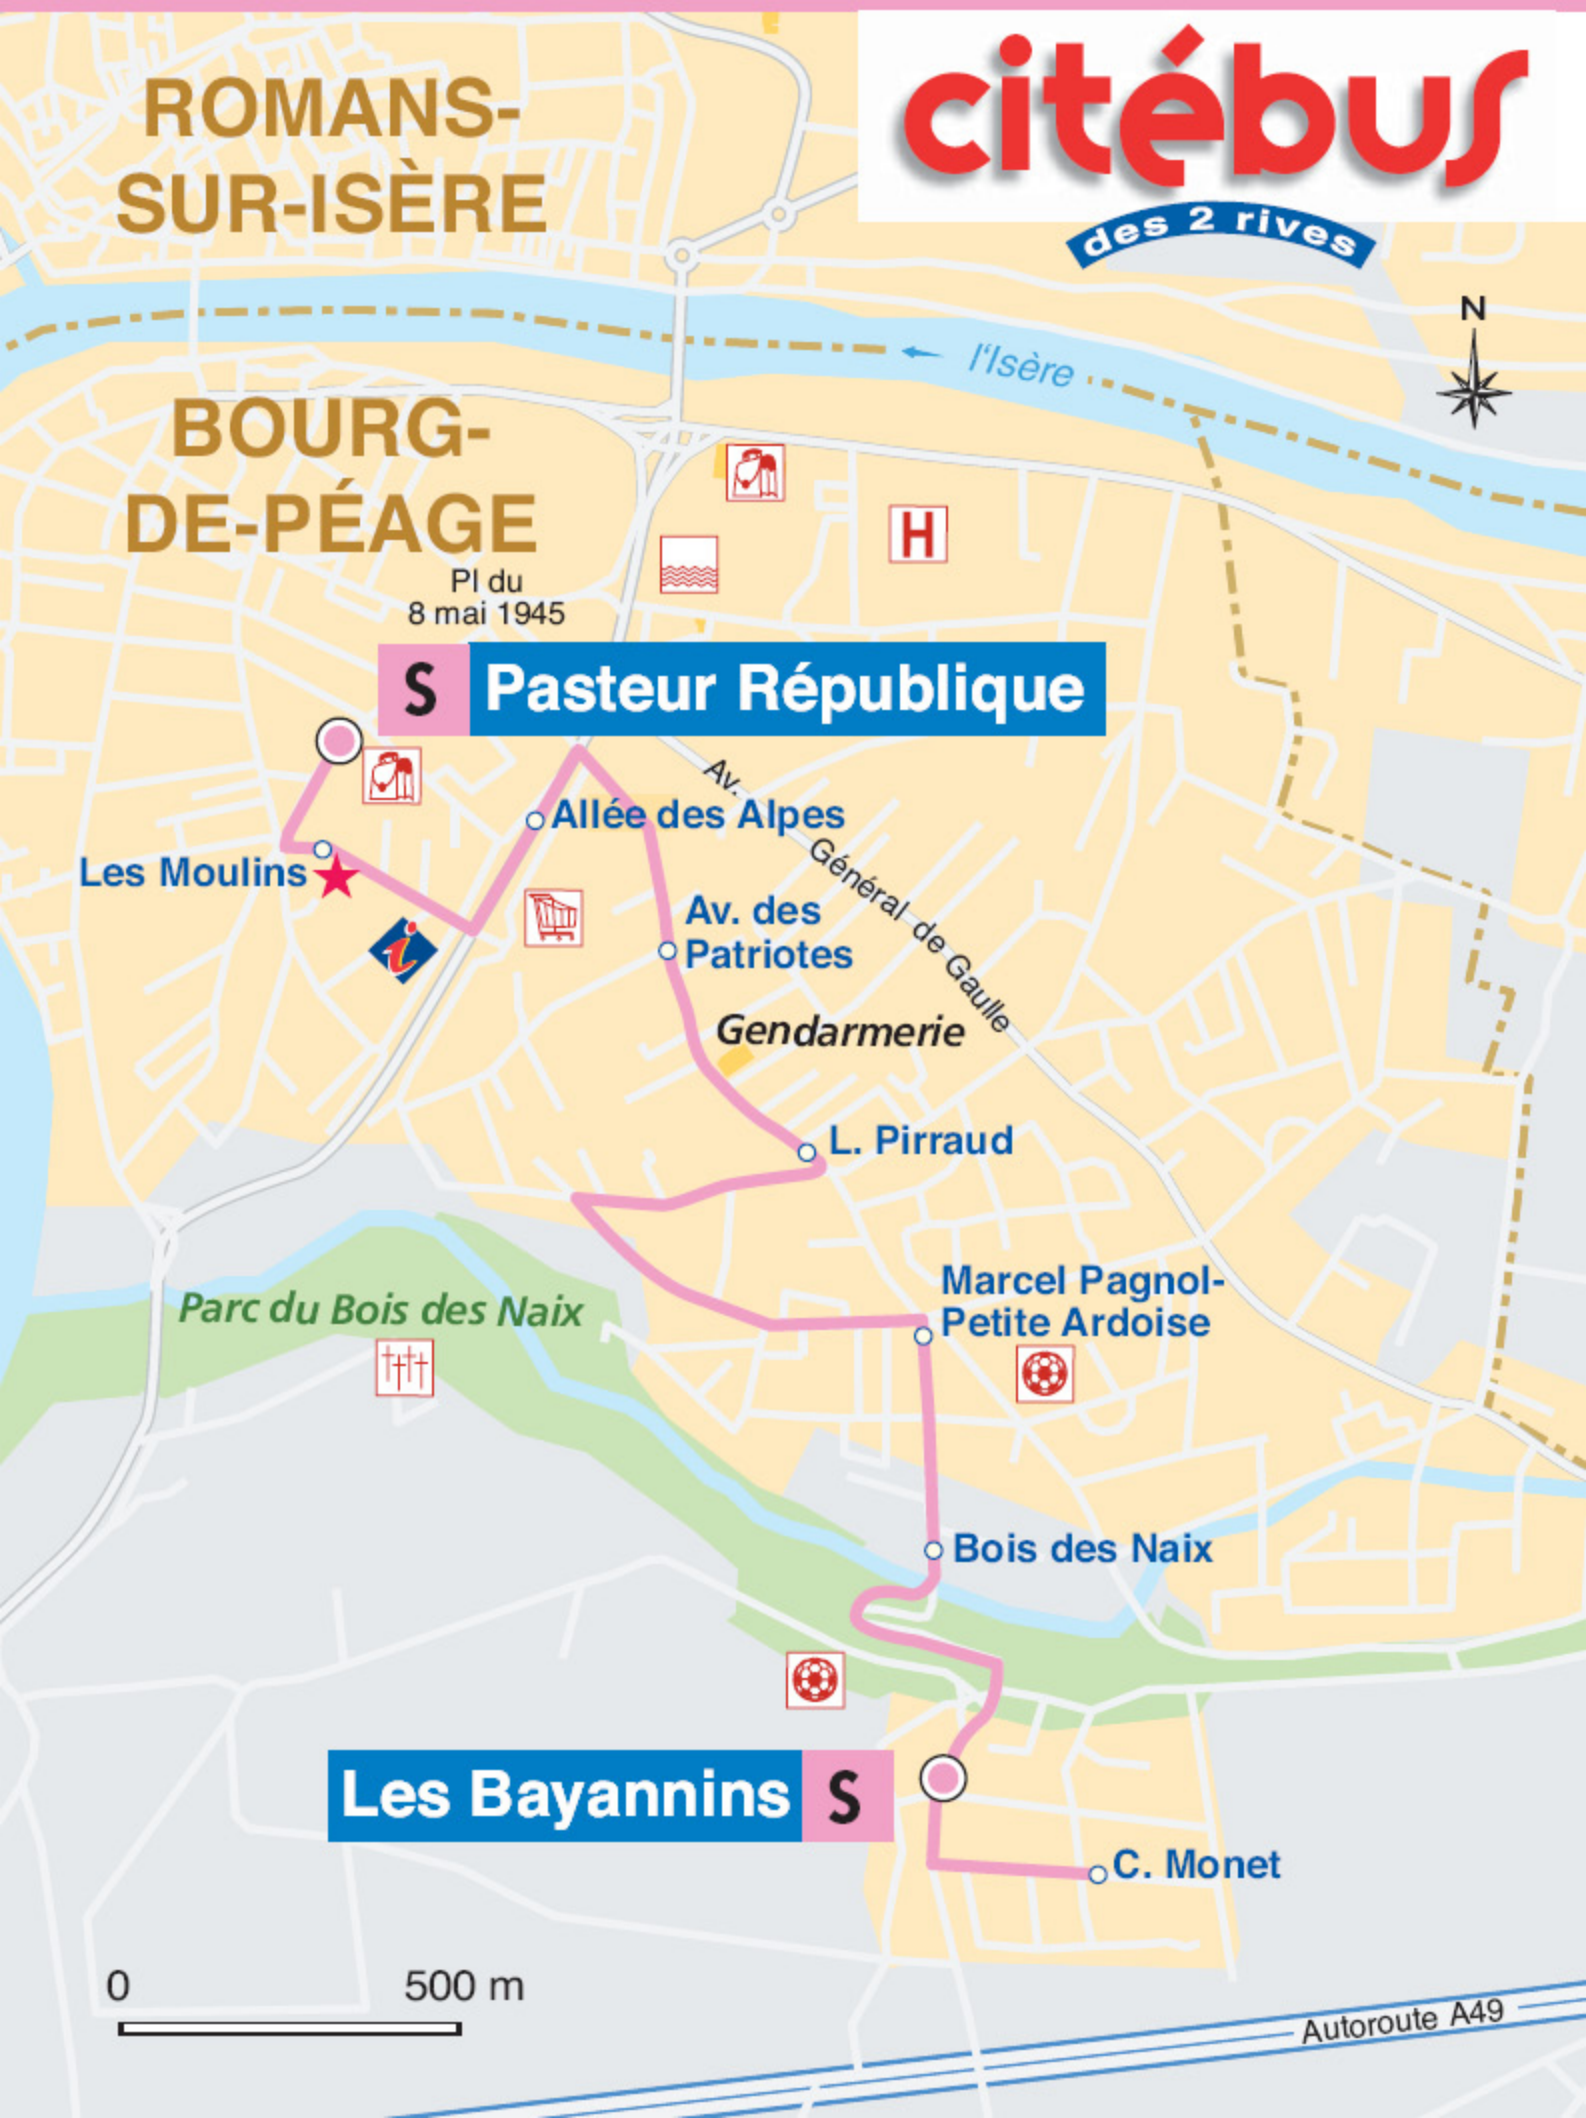 citébus
des 2 rives
ROMANS-
SUR-ISÈRE
N
l'Isère
BOURG-
DE-PÉAGE
H
Pl du
8 mai 1945
S Pasteur République
Av. Général de Gaulle
Allée des Alpes
Les Moulins
i
Av. des
Patriotes
Gendarmerie
L. Pirraud
Marcel Pagnol-
Petite Ardoise
Parc du Bois des Naix
Bois des Naix
Les Bayannins S
C. Monet
0 500 m
Autoroute A49